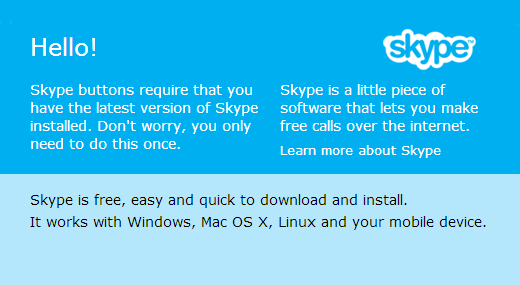 Hello!
skype™
Skype buttons require that you
have the latest version of Skype
installed. Don't worry, you only
need to do this once.
Skype is a little piece of
software that lets you make
free calls over the internet.
Learn more about Skype
Skype is free, easy and quick to download and install.
It works with Windows, Mac OS X, Linux and your mobile device.